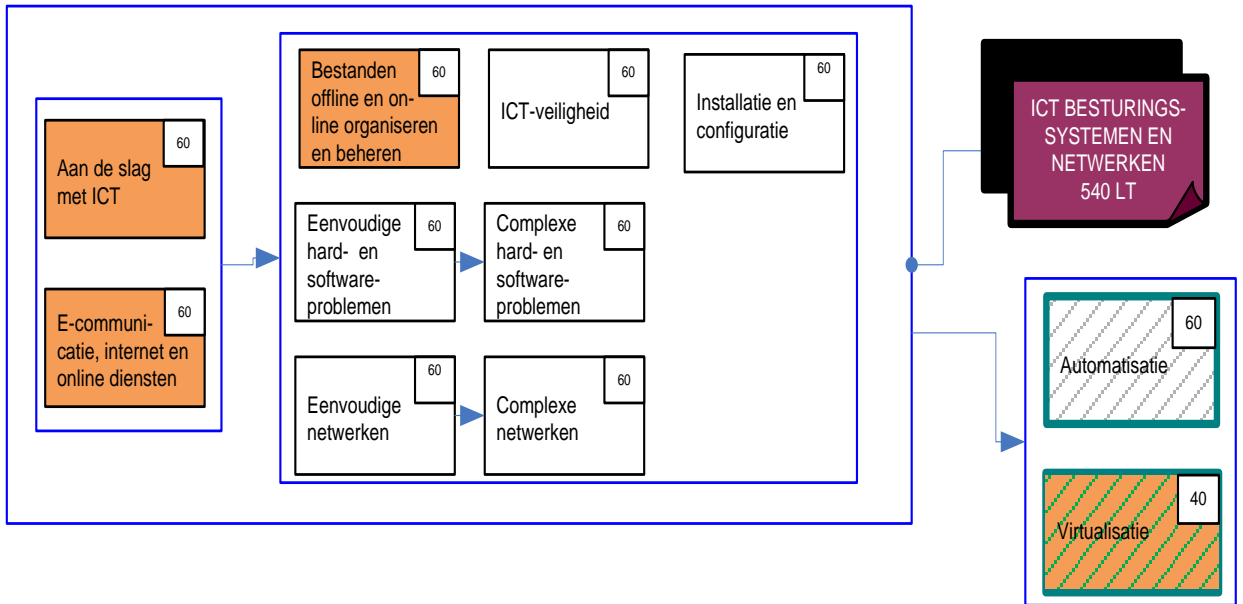 Aan de slag
met ICT
60
E-communi-
catie, internet en
online diensten
60
Bestanden
offline en on-
line organiseren
en beheren
60
ICT-veiligheid
60
Installatie en
configuratie
60
Eenvoudige
hard- en
software-
problemen
60
Complexe
hard- en
software-
problemen
60
Eenvoudige
netwerken
60
Complexe
netwerken
60
ICT BESTURINGS-
SYSTEMEN EN
NETWERKEN
540 LT
Automatisatie
60
Virtualisatie
40